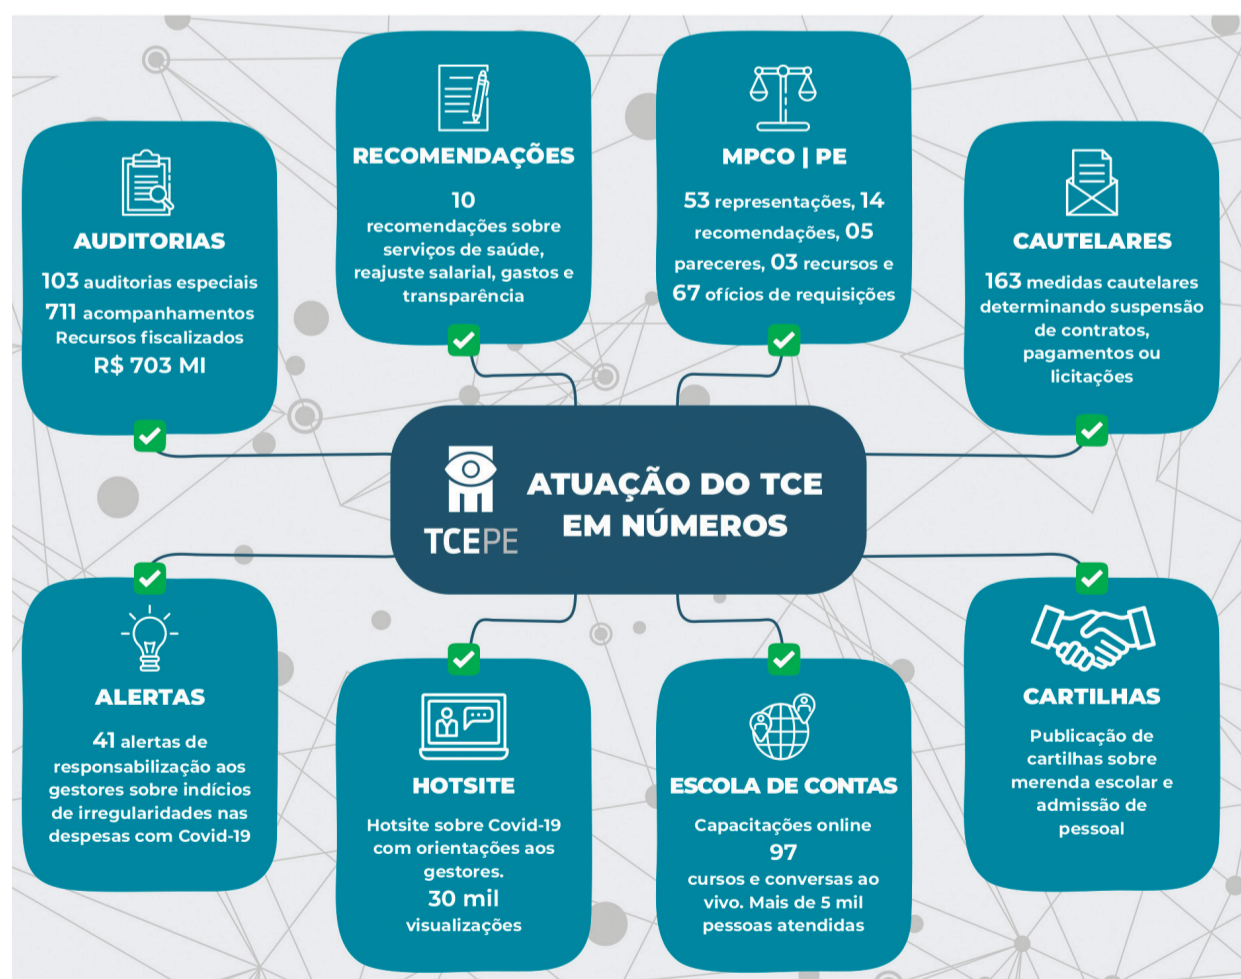 RECOMENDAÇÕES
10
recomendações sobre
serviços de saúde,
reajuste salarial, gastos e
transparência
MPCO | PE
53 representações, 14
recomendações, 05
pareceres, 03 recursos e
67 ofícios de requisições
AUDITORIAS
103 auditorias especiais
711 acompanhamentos
Recursos fiscalizados
R$ 703 MI
CAUTELARES
163 medidas cautelares
determinando suspensão
de contratos,
pagamentos ou
licitações
TCEPE
ATUAÇÃO DO TCE
EM NÚMEROS
ALERTAS
41 alertas de
responsabilização aos
gestores sobre indícios
de irregularidades nas
despesas com Covid-19
HOTSITE
Hotsite sobre Covid-19
com orientações aos
gestores.
30 mil
visualizações
ESCOLA DE CONTAS
Capacitações online
97
cursos e conversas ao
vivo. Mais de 5 mil
pessoas atendidas
CARTILHAS
Publicação de
cartilhas sobre
merenda escolar e
admissão de
pessoal